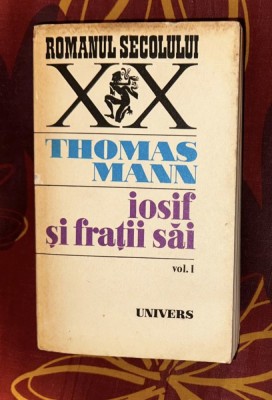 ROMANUL SECOLULUI
XX
THOMAS
MANN
iosif
și frații săi
vol. I
UNIVERS